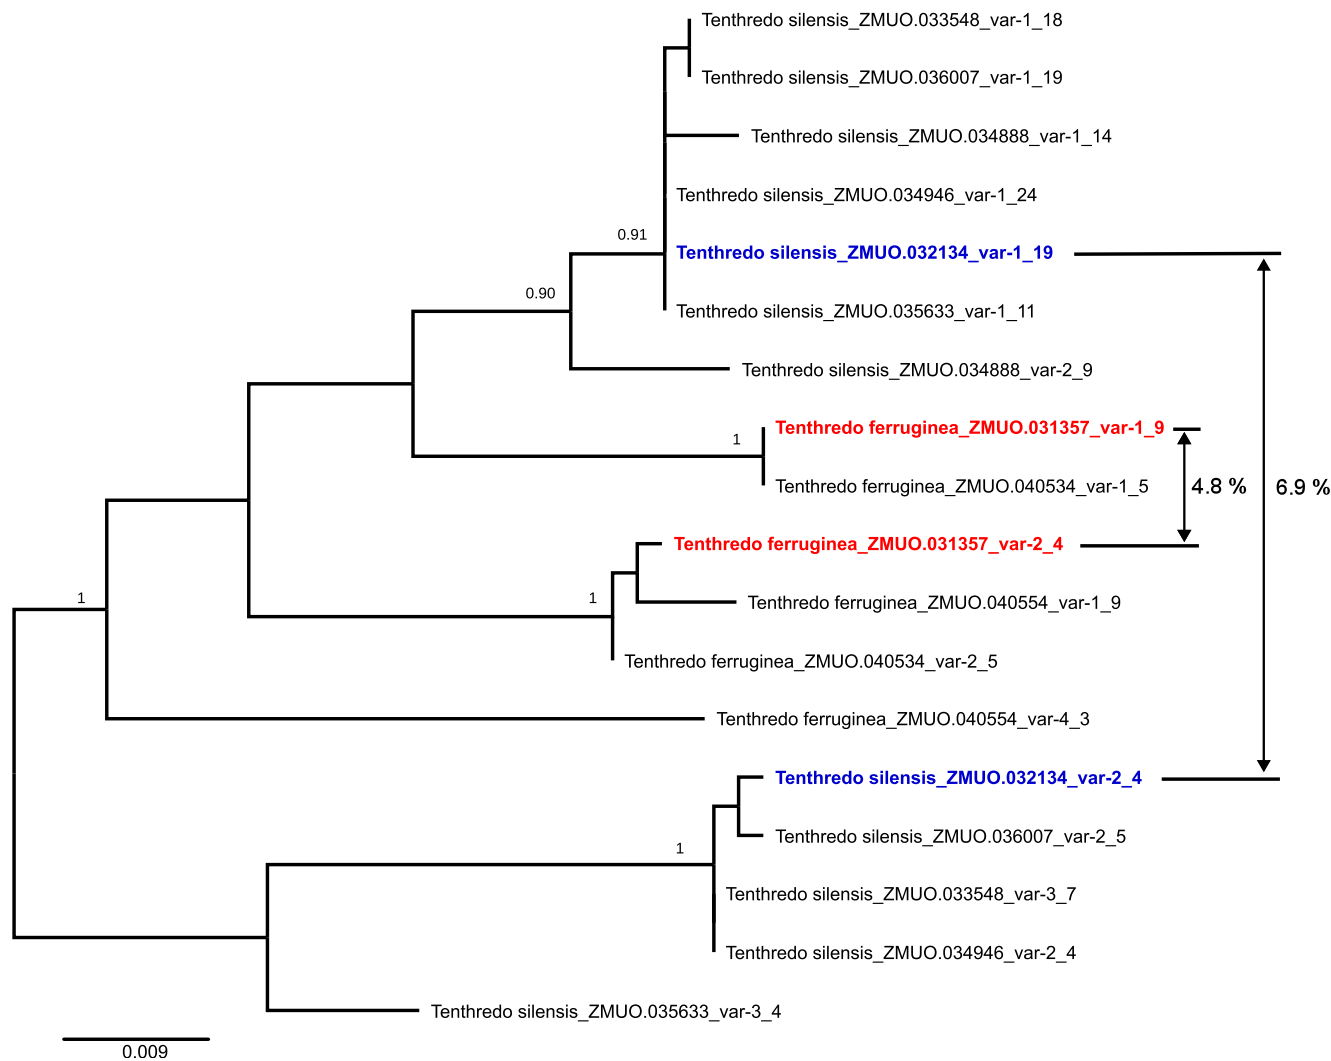 Tenthredo silensis_ZMUO.033548_var-1_18
Tenthredo silensis_ZMUO.036007_var-1_19
Tenthredo silensis_ZMUO.034888_var-1_14
Tenthredo silensis_ZMUO.034946_var-1_24
0.91
Tenthredo silensis_ZMUO.032134_var-1_19
0.90
Tenthredo silensis_ZMUO.035633_var-1_11
Tenthredo silensis_ZMUO.034888_var-2_9
Tenthredo ferruginea_ZMUO.031357_var-1_9
1
Tenthredo ferruginea_ZMUO.040534_var-1_5
4.8 %
6.9 %
Tenthredo ferruginea_ZMUO.031357_var-2_4
1
1
Tenthredo ferruginea_ZMUO.040554_var-1_9
Tenthredo ferruginea_ZMUO.040534_var-2_5
Tenthredo ferruginea_ZMUO.040554_var-4_3
Tenthredo silensis_ZMUO.032134_var-2_4
Tenthredo silensis_ZMUO.036007_var-2_5
1
Tenthredo silensis_ZMUO.033548_var-3_7
Tenthredo silensis_ZMUO.034946_var-2_4
Tenthredo silensis_ZMUO.035633_var-3_4
0.009